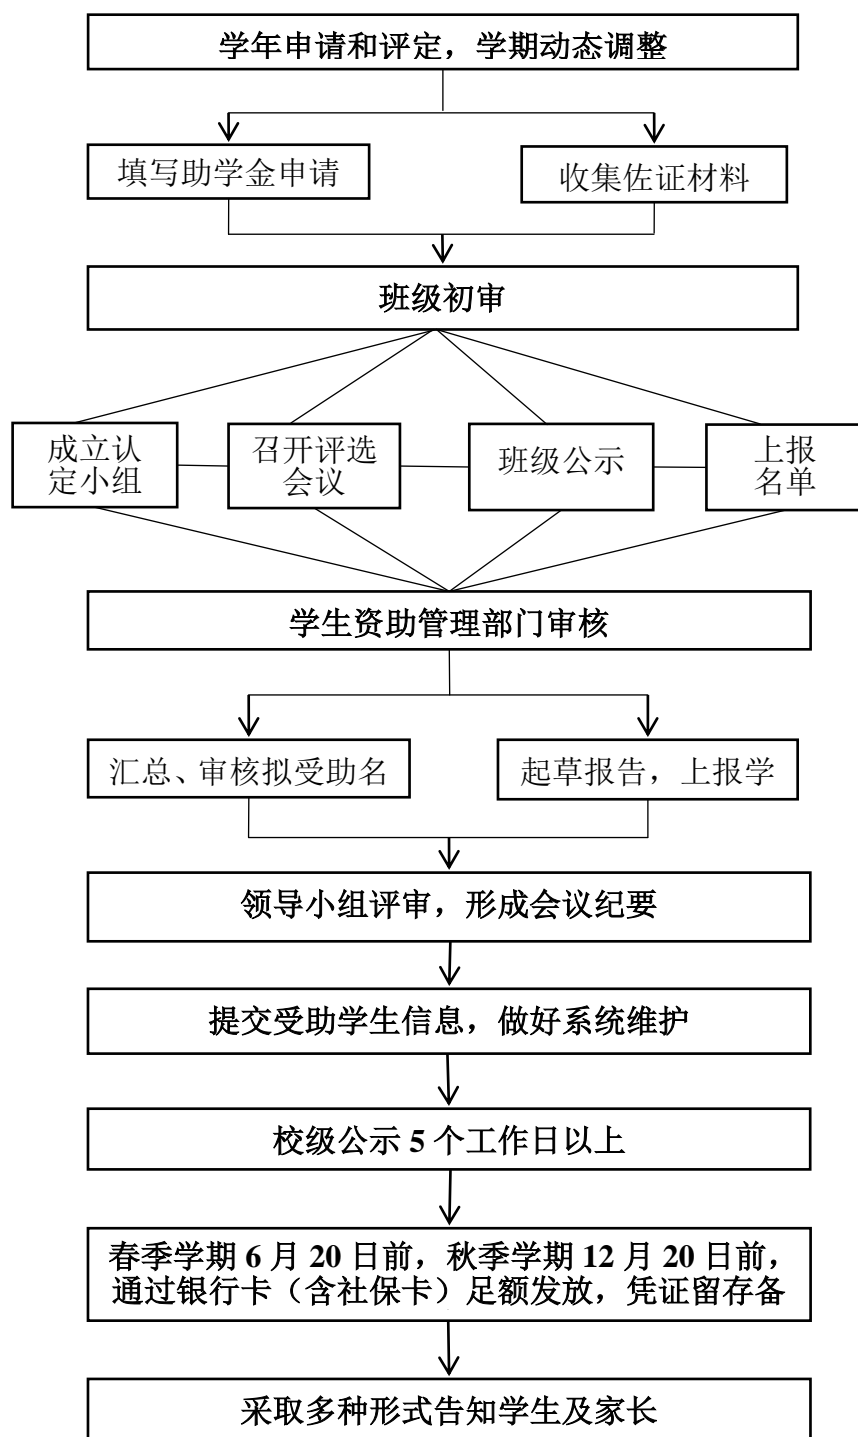 学年申请和评定，学期动态调整
填写助学金申请
收集佐证材料
班级初审
成立认
定小组
召开评选
会议
班级公示
上报
名单
学生资助管理部门审核
汇总、审核拟受助名
起草报告，上报学
领导小组评审，形成会议纪要
提交受助学生信息，做好系统维护
校级公示 5 个工作日以上
春季学期 6 月 20 日前，秋季学期 12 月 20 日前，
通过银行卡（含社保卡）足额发放，凭证留存备
采取多种形式告知学生及家长